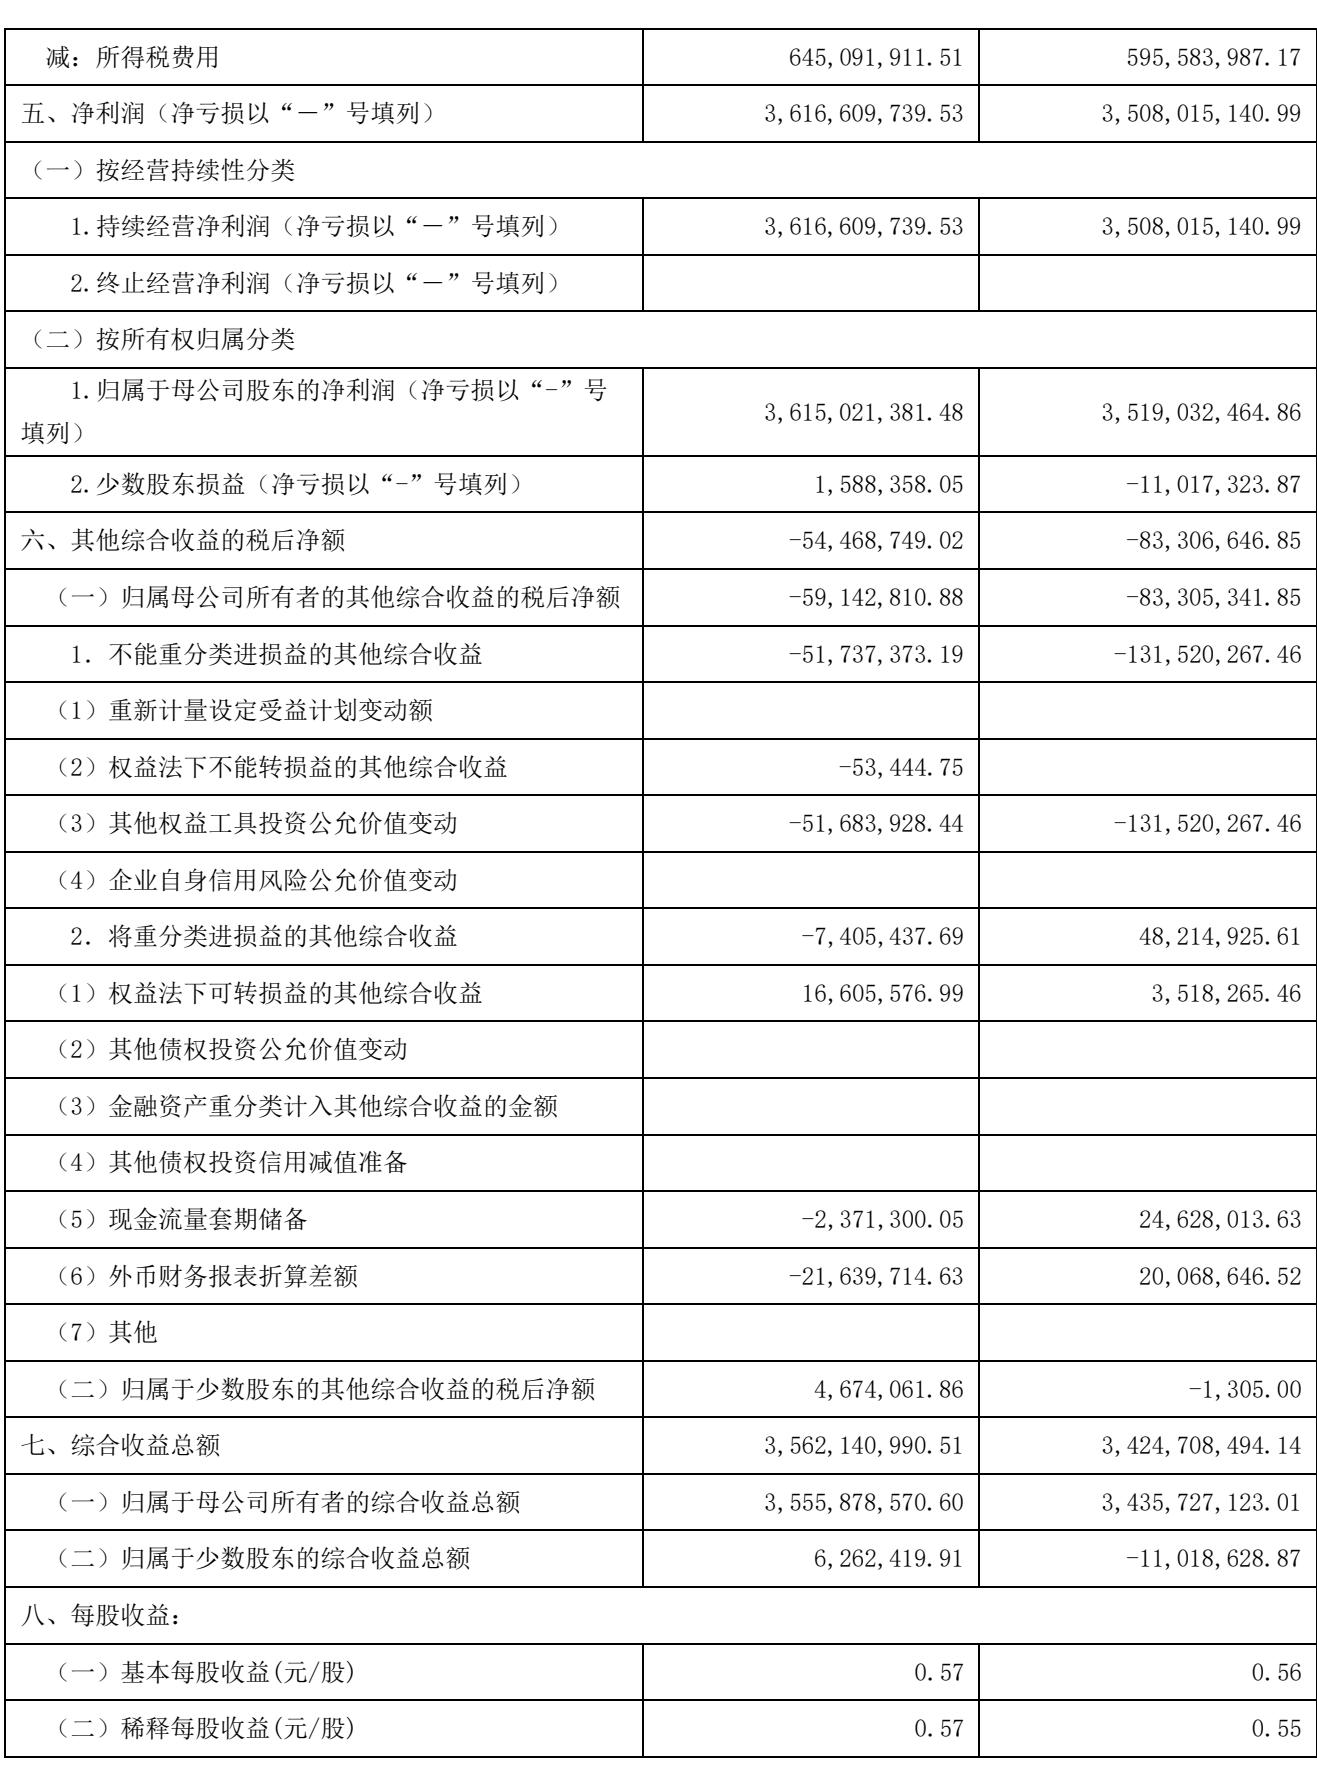 减：所得税费用 645,091,911.51 595,583,987.17
五、净利润（净亏损以“－”号填列） 3,616,609,739.53 3,508,015,140.99
（一）按经营持续性分类
1.持续经营净利润（净亏损以“－”号填列） 3,616,609,739.53 3,508,015,140.99
2.终止经营净利润（净亏损以“－”号填列）
（二）按所有权归属分类
1.归属于母公司股东的净利润（净亏损以“-”号
填列） 3,615,021,381.48 3,519,032,464.86
2.少数股东损益（净亏损以“-”号填列） 1,588,358.05 -11,017,323.87
六、其他综合收益的税后净额 -54,468,749.02 -83,306,646.85
（一）归属母公司所有者的其他综合收益的税后净额 -59,142,810.88 -83,305,341.85
1．不能重分类进损益的其他综合收益 -51,737,373.19 -131,520,267.46
（1）重新计量设定受益计划变动额
（2）权益法下不能转损益的其他综合收益 -53,444.75
（3）其他权益工具投资公允价值变动 -51,683,928.44 -131,520,267.46
（4）企业自身信用风险公允价值变动
2．将重分类进损益的其他综合收益 -7,405,437.69 48,214,925.61
（1）权益法下可转损益的其他综合收益 16,605,576.99 3,518,265.46
（2）其他债权投资公允价值变动
（3）金融资产重分类计入其他综合收益的金额
（4）其他债权投资信用减值准备
（5）现金流量套期储备 -2,371,300.05 24,628,013.63
（6）外币财务报表折算差额 -21,639,714.63 20,068,646.52
（7）其他
（二）归属于少数股东的其他综合收益的税后净额 4,674,061.86 -1,305.00
七、综合收益总额 3,562,140,990.51 3,424,708,494.14
（一）归属于母公司所有者的综合收益总额 3,555,878,570.60 3,435,727,123.01
（二）归属于少数股东的综合收益总额 6,262,419.91 -11,018,628.87
八、每股收益：
（一）基本每股收益(元/股) 0.57 0.56
（二）稀释每股收益(元/股) 0.57 0.55